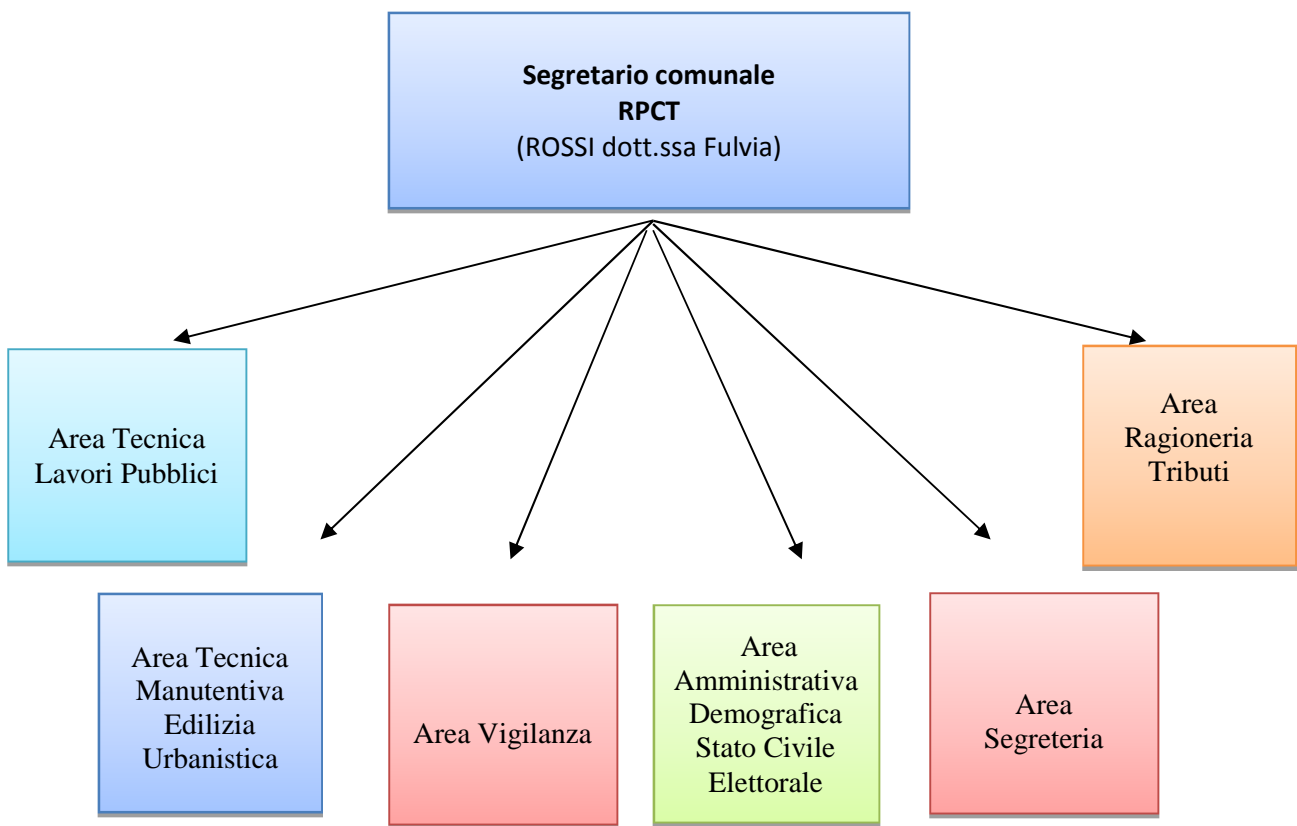 Segretario comunale
RPCT
(ROSSI dott.ssa Fulvia)
Area Tecnica
Lavori Pubblici
Area
Ragioneria
Tributi
Area Tecnica
Manutentiva
Edilizia
Urbanistica
Area Vigilanza
Area
Amministrativa
Demografica
Stato Civile
Elettorale
Area
Segreteria